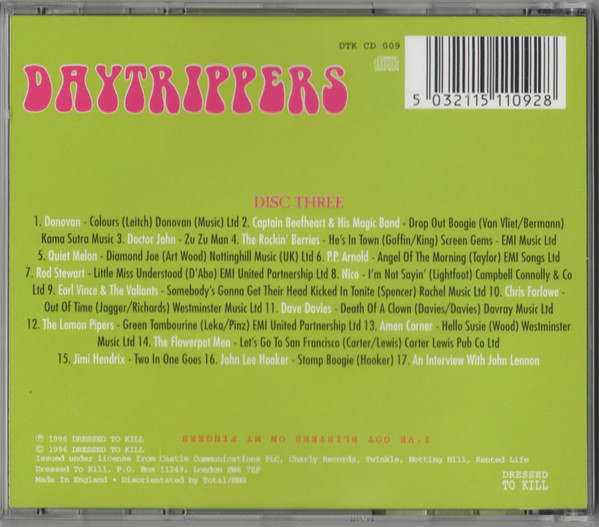 DTK CD 009
DAYTRIPPERS
5 032115 110928
DISC THREE
1. Donovan - Colours (Leitch) Donovan (Music) Ltd 2. Captain Beefheart & His Magic Band - Drop Out Boogie (Van Vliet/Bermann)
Kama Sutra Music 3. Doctor John - Zu Zu Man 4. The Rockin' Berries - He's In Town (Goffin/King) Screen Gems - EMI Music Ltd
5. Quiet Melon - Diamond Joe (Art Wood) Nottinghill Music (UK) Ltd 6. P.P. Arnold - Angel Of The Morning (Taylor) EMI Songs Ltd
7. Rod Stewart - Little Miss Understood (D'Abo) EMI United Partnership Ltd 8. Nico - I'm Not Sayin' (Lightfoot) Campbell Connolly & Co
Ltd 9. Earl Vince & The Valiants - Somebody's Gonna Get Their Head Kicked In Tonite (Spencer) Rachel Music Ltd 10. Chris Farlowe -
Out Of Time (Jagger/Richards) Westminster Music Ltd 11. Dave Davies - Death Of A Clown (Davies/Davies) Davray Music Ltd
12. The Lemon Pipers - Green Tambourine (Leka/Pinz) EMI United Partnership Ltd 13. Amen Corner - Hello Susie (Wood) Westminster
Music Ltd 14. The Flowerpot Men - Let's Go To San Francisco (Carter/Lewis) Carter Lewis Pub Co Ltd
15. Jimi Hendrix - Two In One Goes 16. John Lee Hooker - Stomp Boogie (Hooker) 17. An Interview With John Lennon
I'VE GOT BLISTERS ON MY FINGERS
℗ 1996 DRESSED TO KILL
© 1996 DRESSED TO KILL
Issued under license from Castle Communications PLC, Charly Records, Twinkle, Notting Hill, Rented Life
Dressed To Kill, P.O. Box 11249, London SW6 7ZF
Made In England • Disorientated by Total/BMG
DRESSED
TO KILL